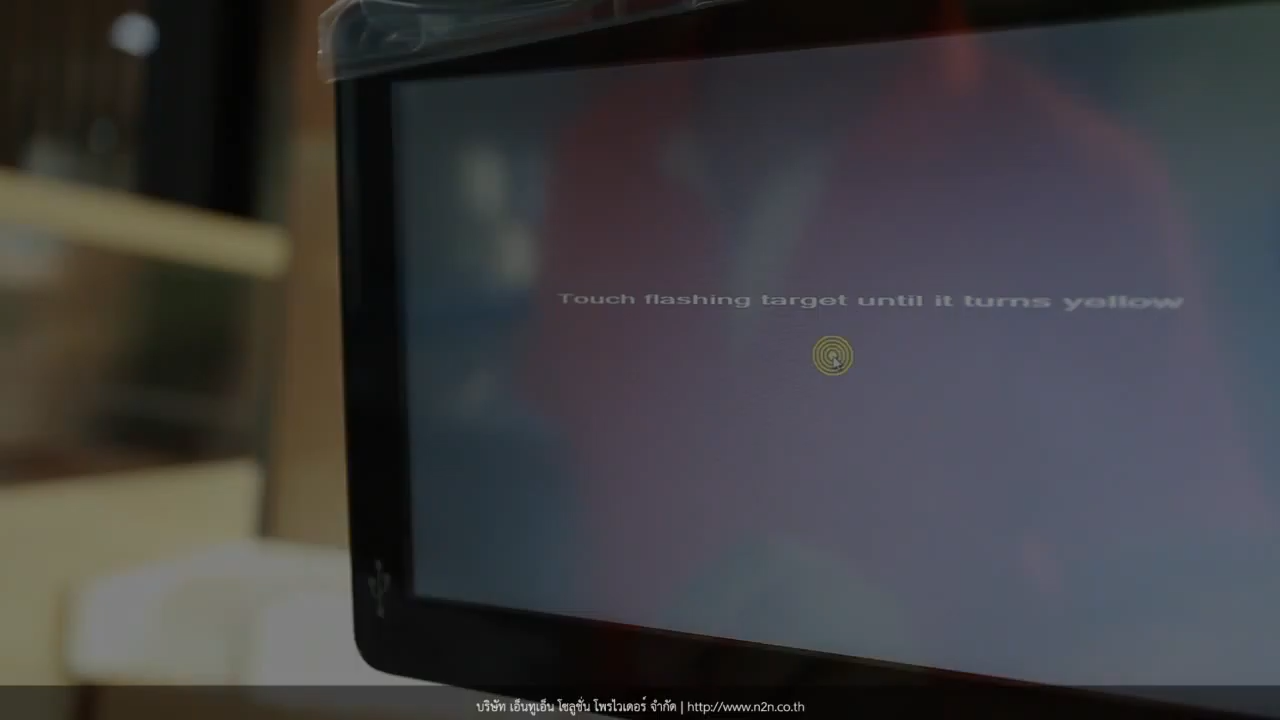 Touch flashing target until it turns yellow
บริษัท เอ็นทูเอ็น โซลูชั่น โพรไวเดอร์ จำกัด | http://www.n2n.co.th